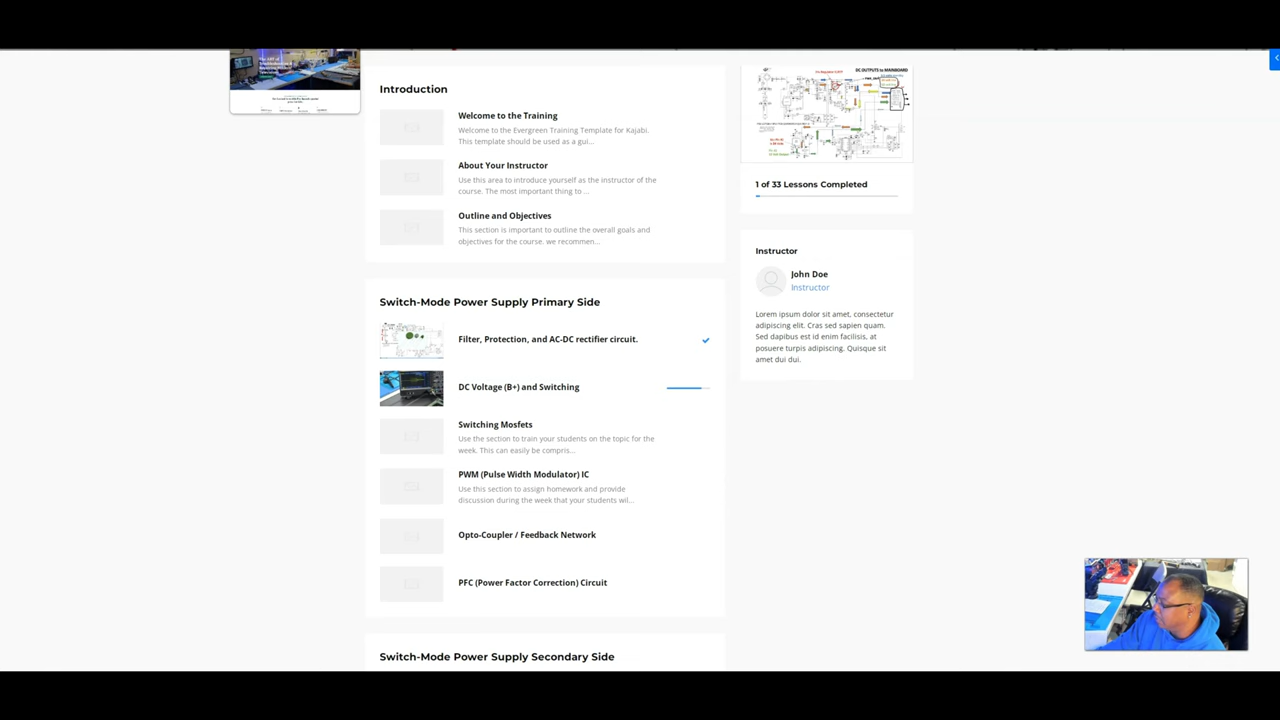 Introduction
Welcome to the Training
Welcome to the Evergreen Training Template for Kajabi.
This template should be used as a gui...
About Your Instructor
Use this area to introduce yourself as the instructor of the
course. The most important thing to ...
Outline and Objectives
This section is important to outline the overall goals and
objectives for the course. we recommen...
Switch-Mode Power Supply Primary Side
Filter, Protection, and AC-DC rectifier circuit.
DC Voltage (B+) and Switching
Switching Mosfets
Use the section to train your students on the topic for the
week. This can easily be compris...
PWM (Pulse Width Modulator) IC
Use this section to assign homework and provide
discussion during the week that your students wil...
Opto-Coupler / Feedback Network
PFC (Power Factor Correction) Circuit
Switch-Mode Power Supply Secondary Side
DC OUTPUTS to MAINBOARD
1 of 33 Lessons Completed
Instructor
John Doe
Instructor
Lorem ipsum dolor sit amet, consectetur
adipiscing elit. Cras sed sapien quam.
Sed dapibus est id enim facilisis, at
posuere turpis adipiscing. Quisque sit
amet dui dui.